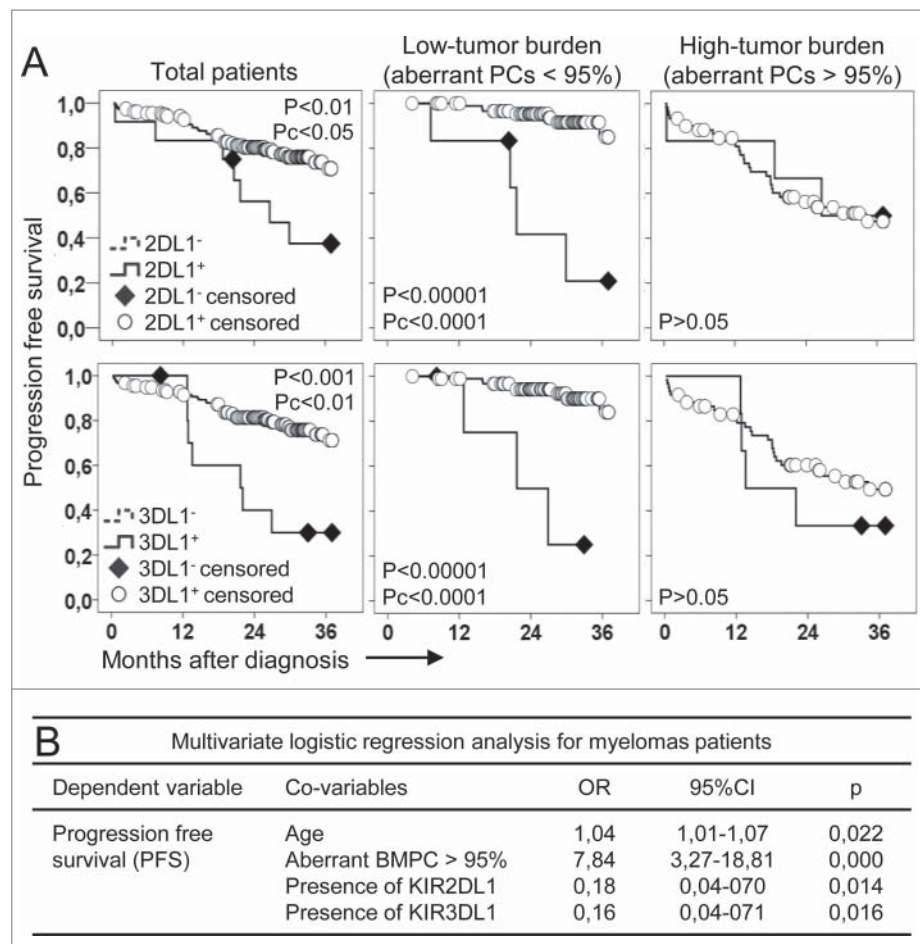 A
Total patients
Low-tumor burden
(aberrant PCs < 95%)
High-tumor burden
(aberrant PCs > 95%)
Progression free survival
1,0
0,8
0,6
0,4
0,2
0,0
P<0.01
Pc<0.05
2DL1-
2DL1+
2DL1- censored
2DL1+ censored
P<0.00001
Pc<0.0001
P>0.05
1,0
0,8
0,6
0,4
0,2
0,0
P<0.001
Pc<0.01
3DL1-
3DL1+
3DL1- censored
3DL1+ censored
P<0.00001
Pc<0.0001
P>0.05
0 12 24 36
0 12 24 36
0 12 24 36
Months after diagnosis
B
Multivariate logistic regression analysis for myelomas patients
Dependent variable Co-variables OR 95%CI p
Progression free Age 1,04 1,01-1,07 0,022
survival (PFS) Aberrant BMPC > 95% 7,84 3,27-18,81 0,000
Presence of KIR2DL1 0,18 0,04-070 0,014
Presence of KIR3DL1 0,16 0,04-071 0,016